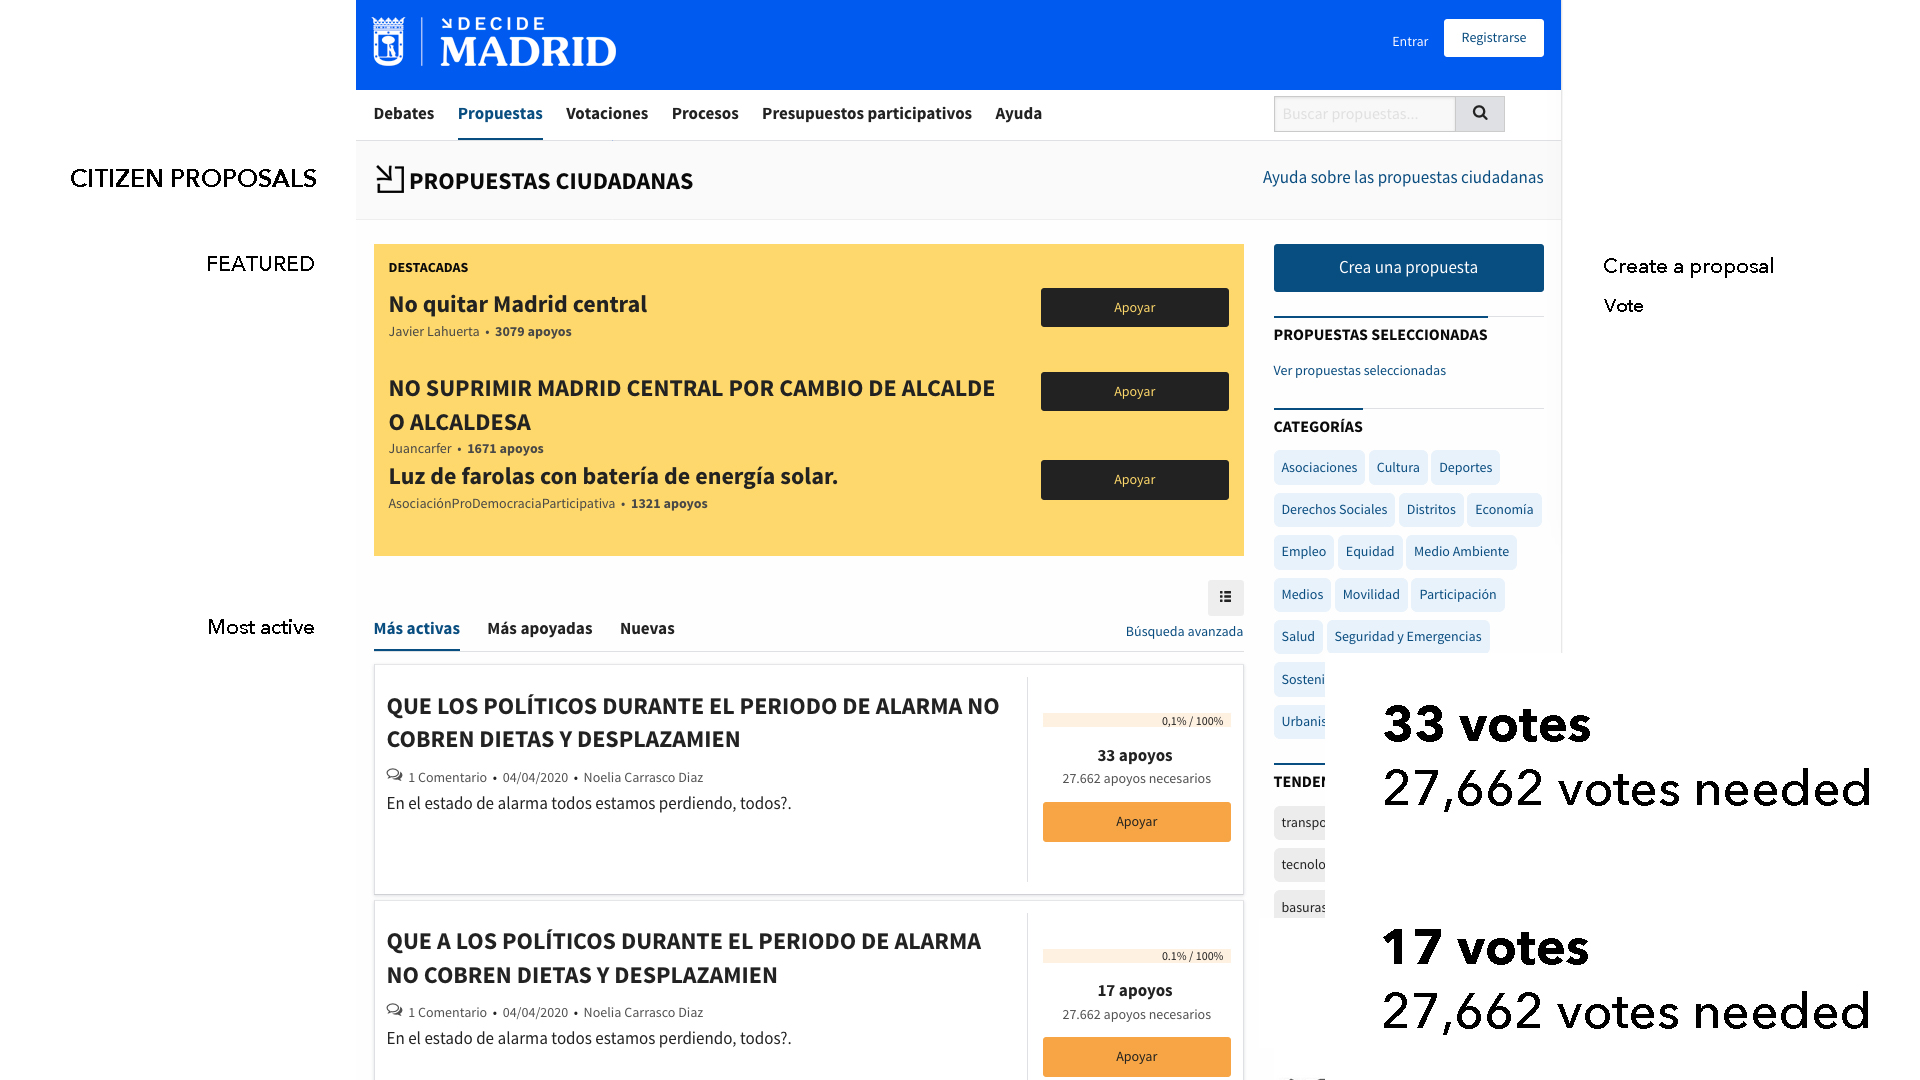 DECIDE
MADRID
Entrar
Registrarse
Debates
Propuestas
Votaciones
Procesos
Presupuestos participativos
Ayuda
Buscar propuestas...
CITIZEN PROPOSALS
PROPUESTAS CIUDADANAS
Ayuda sobre las propuestas ciudadanas
FEATURED
DESTACADAS
No quitar Madrid central
Javier Lahuerta • 3079 apoyos
Apoyar
NO SUPRIMIR MADRID CENTRAL POR CAMBIO DE ALCALDE
O ALCALDESA
Juancarfer • 1671 apoyos
Apoyar
Luz de farolas con batería de energía solar.
AsociaciónProDemocraciaParticipativa • 1321 apoyos
Apoyar
Crea una propuesta
Create a proposal
Vote
PROPUESTAS SELECCIONADAS
Ver propuestas seleccionadas
CATEGORÍAS
Asociaciones
Cultura
Deportes
Derechos Sociales
Distritos
Economía
Empleo
Equidad
Medio Ambiente
Medios
Movilidad
Participación
Salud
Seguridad y Emergencias
Sosteni
Urbanis
TENDEN
transpo
tecnolo
basuras
Most active
Más activas
Más apoyadas
Nuevas
Búsqueda avanzada
QUE LOS POLÍTICOS DURANTE EL PERIODO DE ALARMA NO
COBREN DIETAS Y DESPLAZAMIEN
1 Comentario • 04/04/2020 • Noelia Carrasco Diaz
En el estado de alarma todos estamos perdiendo, todos?.
0,1% / 100%
33 apoyos
27.662 apoyos necesarios
Apoyar
33 votes
27,662 votes needed
QUE A LOS POLÍTICOS DURANTE EL PERIODO DE ALARMA
NO COBREN DIETAS Y DESPLAZAMIEN
1 Comentario • 04/04/2020 • Noelia Carrasco Diaz
En el estado de alarma todos estamos perdiendo, todos?.
0.1% / 100%
17 apoyos
27.662 apoyos necesarios
Apoyar
17 votes
27,662 votes needed